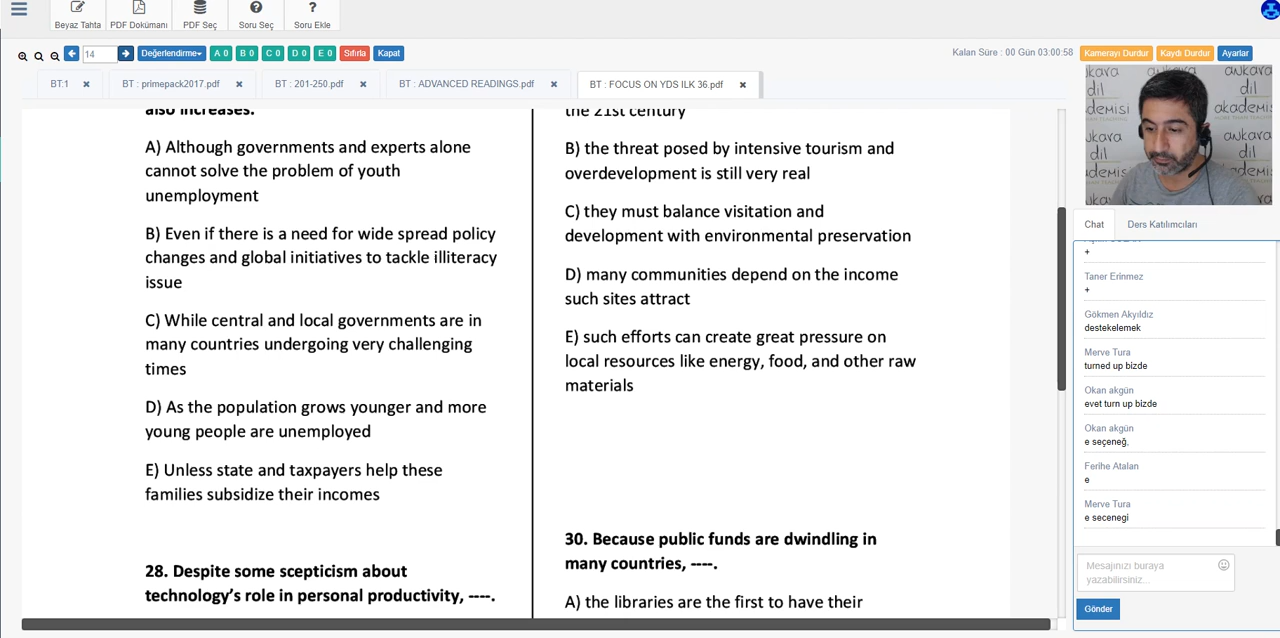 Beyaz Tahta
PDF Dokümanı
PDF Seç
Soru Seç
Soru Ekle
14
Değerlendirme
A 0
B 0
C 0
D 0
E 0
Sıfırla
Kapat
Kalan Süre : 00 Gün 03:00:58
Kamerayı Durdur
Kaydı Durdur
Ayarlar
BT:1
BT : primepack2017.pdf
BT : 201-250.pdf
BT : ADVANCED READINGS.pdf
BT : FOCUS ON YDS ILK 36.pdf
also increases.
A) Although governments and experts alone
cannot solve the problem of youth
unemployment
B) Even if there is a need for wide spread policy
changes and global initiatives to tackle illiteracy
issue
C) While central and local governments are in
many countries undergoing very challenging
times
D) As the population grows younger and more
young people are unemployed
E) Unless state and taxpayers help these
families subsidize their incomes
28. Despite some scepticism about
technology's role in personal productivity, ----.
the 21st century
B) the threat posed by intensive tourism and
overdevelopment is still very real
C) they must balance visitation and
development with environmental preservation
D) many communities depend on the income
such sites attract
E) such efforts can create great pressure on
local resources like energy, food, and other raw
materials
30. Because public funds are dwindling in
many countries, ----.
A) the libraries are the first to have their
ankara
dil
akademisi
Chat
Ders Katılımcıları
+
Taner Erinmez
+
Gökmen Akyıldız
destekelemek
Merve Tura
turned up bizde
Okan akgün
evet turn up bizde
Okan akgün
e seçeneğ,
Ferihe Atalan
e
Merve Tura
e secenegi
Mesajınızı buraya
yazabilirsiniz...
Gönder